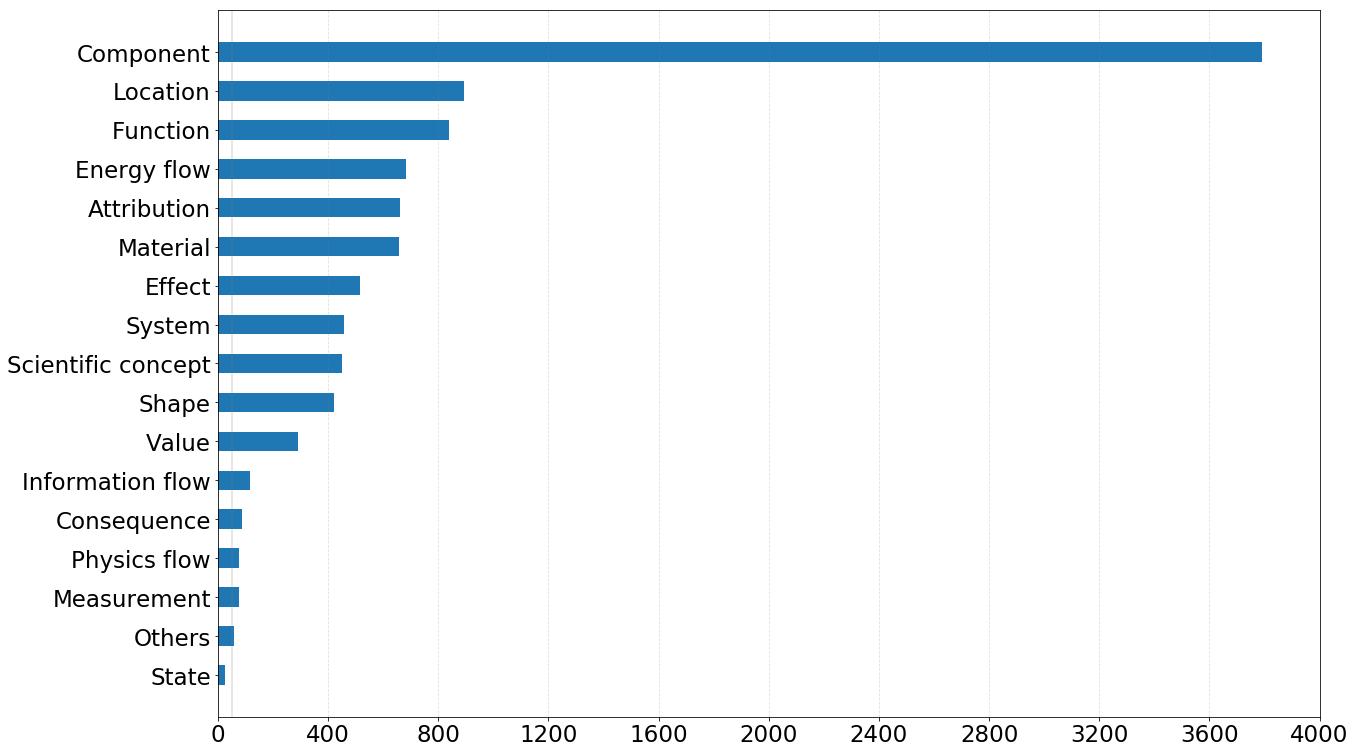 Component
Location
Function
Energy flow
Attribution
Material
Effect
System
Scientific concept
Shape
Value
Information flow
Consequence
Physics flow
Measurement
Others
State
0 400 800 1200 1600 2000 2400 2800 3200 3600 4000